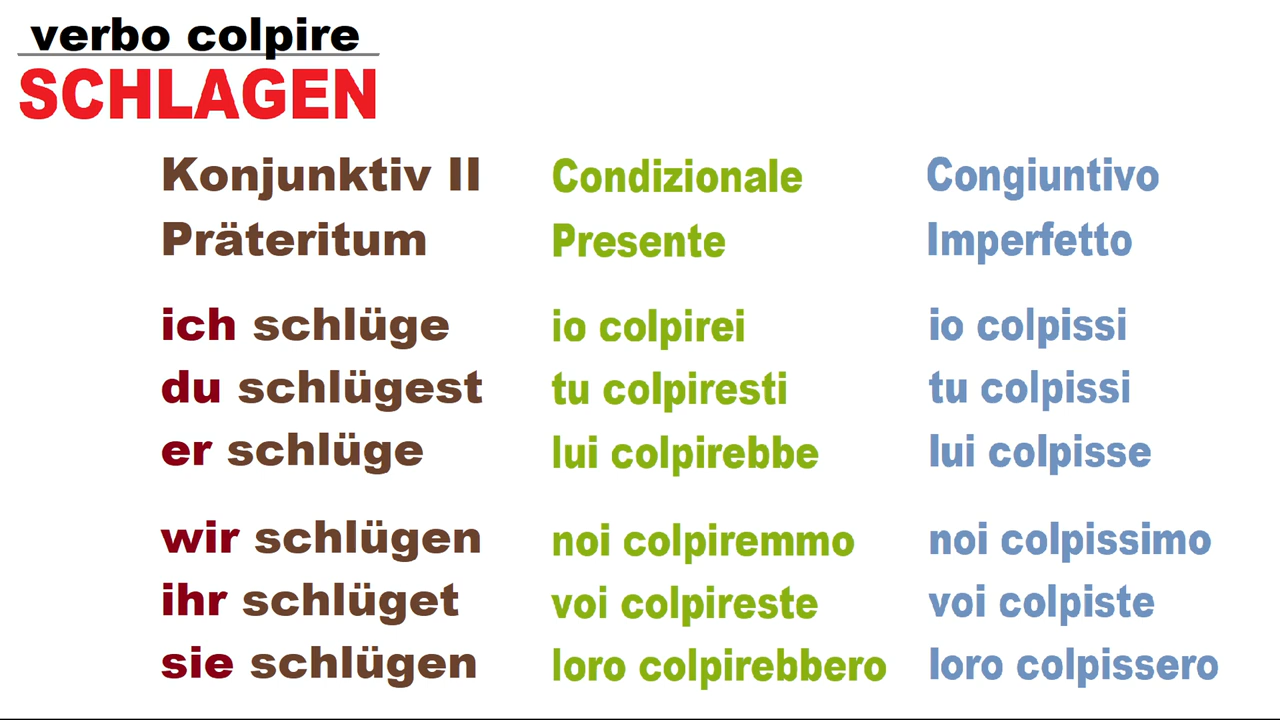 verbo colpire
SCHLAGEN
Konjunktiv II Condizionale Congiuntivo
Präteritum Presente Imperfetto
ich schlüge io colpirei io colpissi
du schlügest tu colpiresti tu colpissi
er schlüge lui colpirebbe lui colpisse
wir schlügen noi colpiremmo noi colpissimo
ihr schlüget voi colpireste voi colpiste
sie schlügen loro colpirebbero loro colpissero